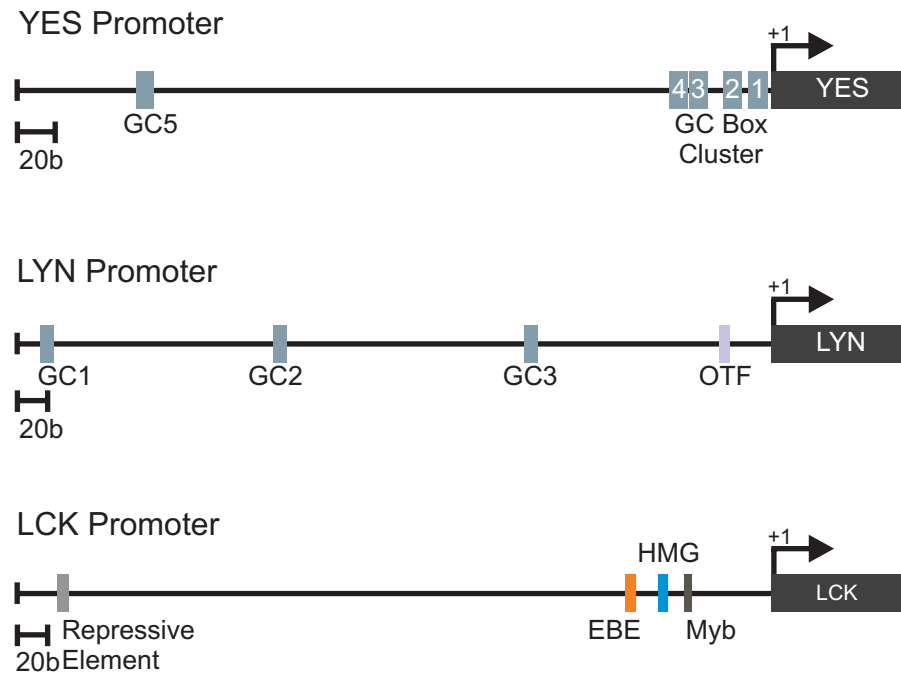 YES Promoter
+1
4 3 2 1 YES
GC5 GC Box
Cluster
20b
LYN Promoter
+1
LYN
GC1 GC2 GC3 OTF
20b
LCK Promoter
+1
HMG
LCK
EBE Myb
20b Repressive
Element